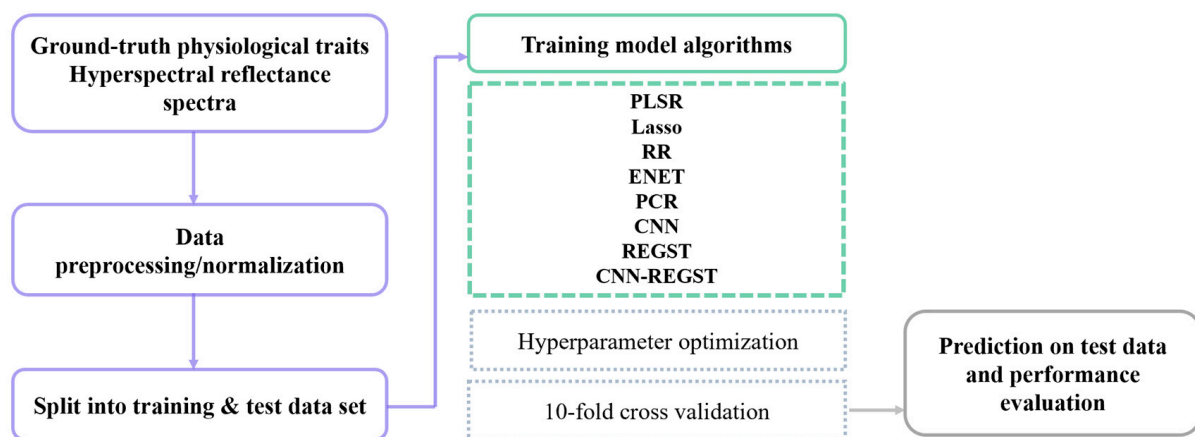 Ground-truth physiological traits
Hyperspectral reflectance
spectra
Data
preprocessing/normalization
Split into training & test data set
Training model algorithms
PLSR
Lasso
RR
ENET
PCR
CNN
REGST
CNN-REGST
Hyperparameter optimization
10-fold cross validation
Prediction on test data
and performance
evaluation